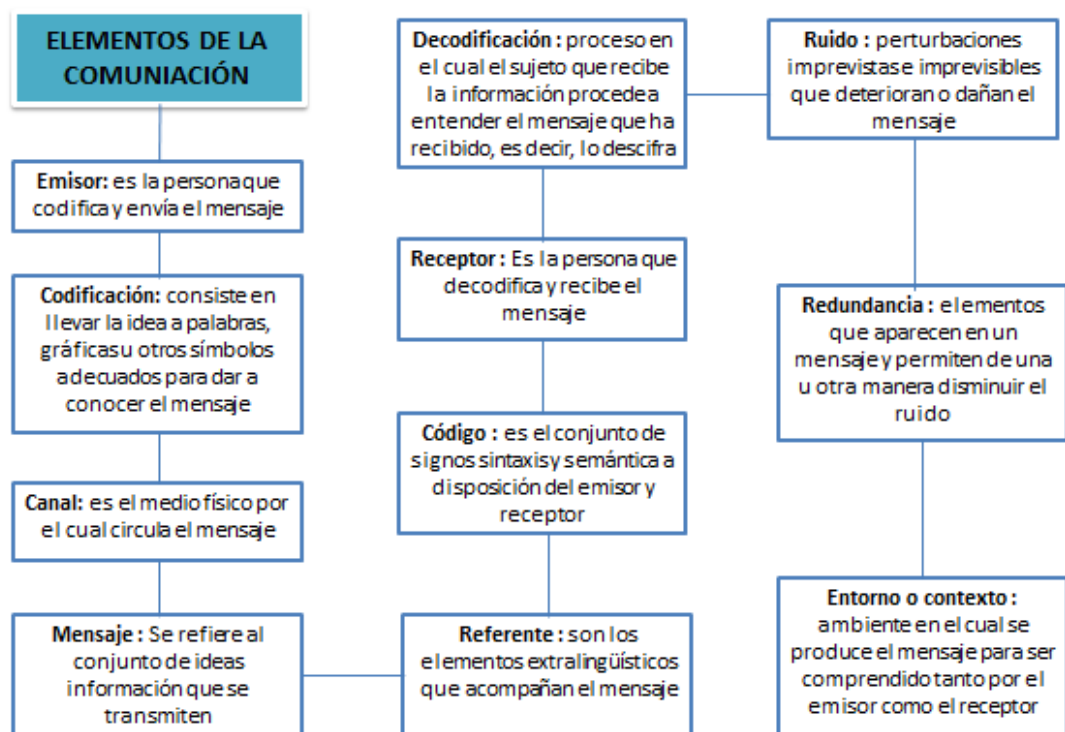 ELEMENTOS DE LA
COMUNIACIÓN
Emisor: es la persona que
codifica y envía el mensaje
Codificación: consiste en
llevar la idea a palabras,
gráficas u otros símbolos
adecuados para dar a
conocer el mensaje
Canal: es el medio físico por
el cual circula el mensaje
Mensaje : Se refiere al
conjunto de ideas
información que se
transmiten
Referente : son los
elementos extralingüísticos
que acompañan el mensaje
Código : es el conjunto de
signos sintaxis y semántica a
disposición del emisor y
receptor
Receptor : Es la persona que
decodifica y recibe el
mensaje
Decodificación : proceso en
el cual el sujeto que recibe
la información procede a
entender el mensaje que ha
recibido, es decir, lo descifra
Ruido : perturbaciones
imprevistas e imprevisibles
que deterioran o dañan el
mensaje
Redundancia : elementos
que aparecen en un
mensaje y permiten de una
u otra manera disminuir el
ruido
Entorno o contexto :
ambiente en el cual se
produce el mensaje para ser
comprendido tanto por el
emisor como el receptor